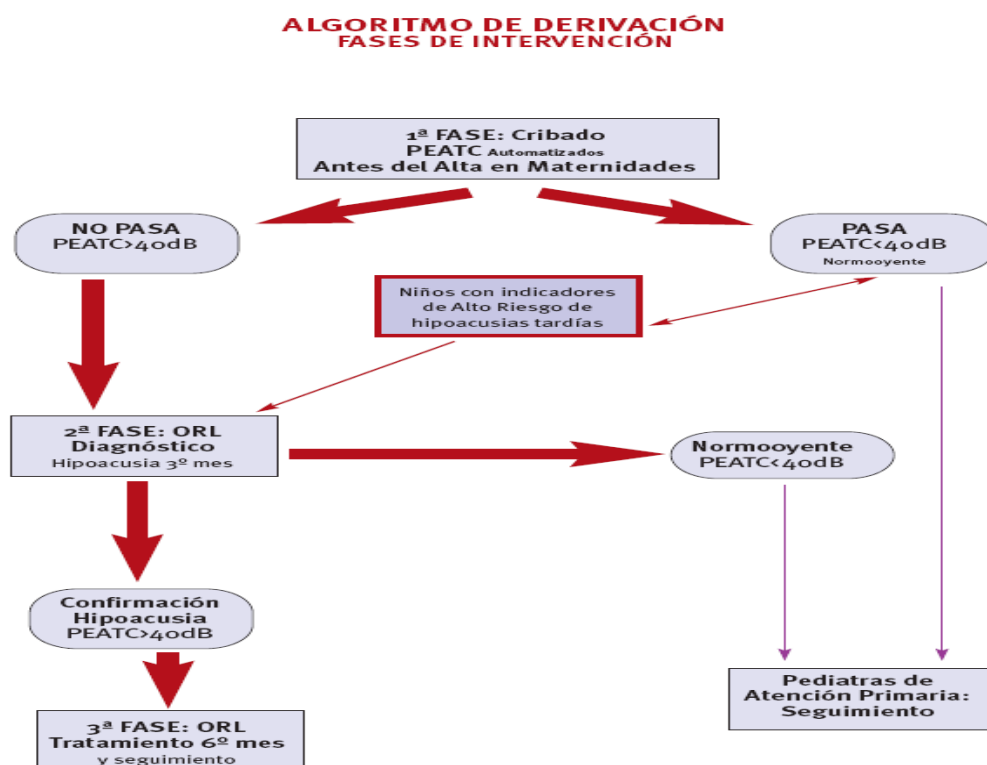 ALGORITMO DE DERIVACIÓN
FASES DE INTERVENCIÓN
1ª FASE: Cribado
PEATC Automatizados
Antes del Alta en Maternidades
NO PASA
PEATC>40dB
PASA
PEATC<40dB
Normooyente
Niños con indicadores
de Alto Riesgo de
hipoacusias tardías
2ª FASE: ORL
Diagnóstico
Hipoacusia 3º mes
Normooyente
PEATC<40dB
Confirmación
Hipoacusia
PEATC>40dB
Pediatras de
Atención Primaria:
Seguimiento
3ª FASE: ORL
Tratamiento 6º mes
y seguimiento